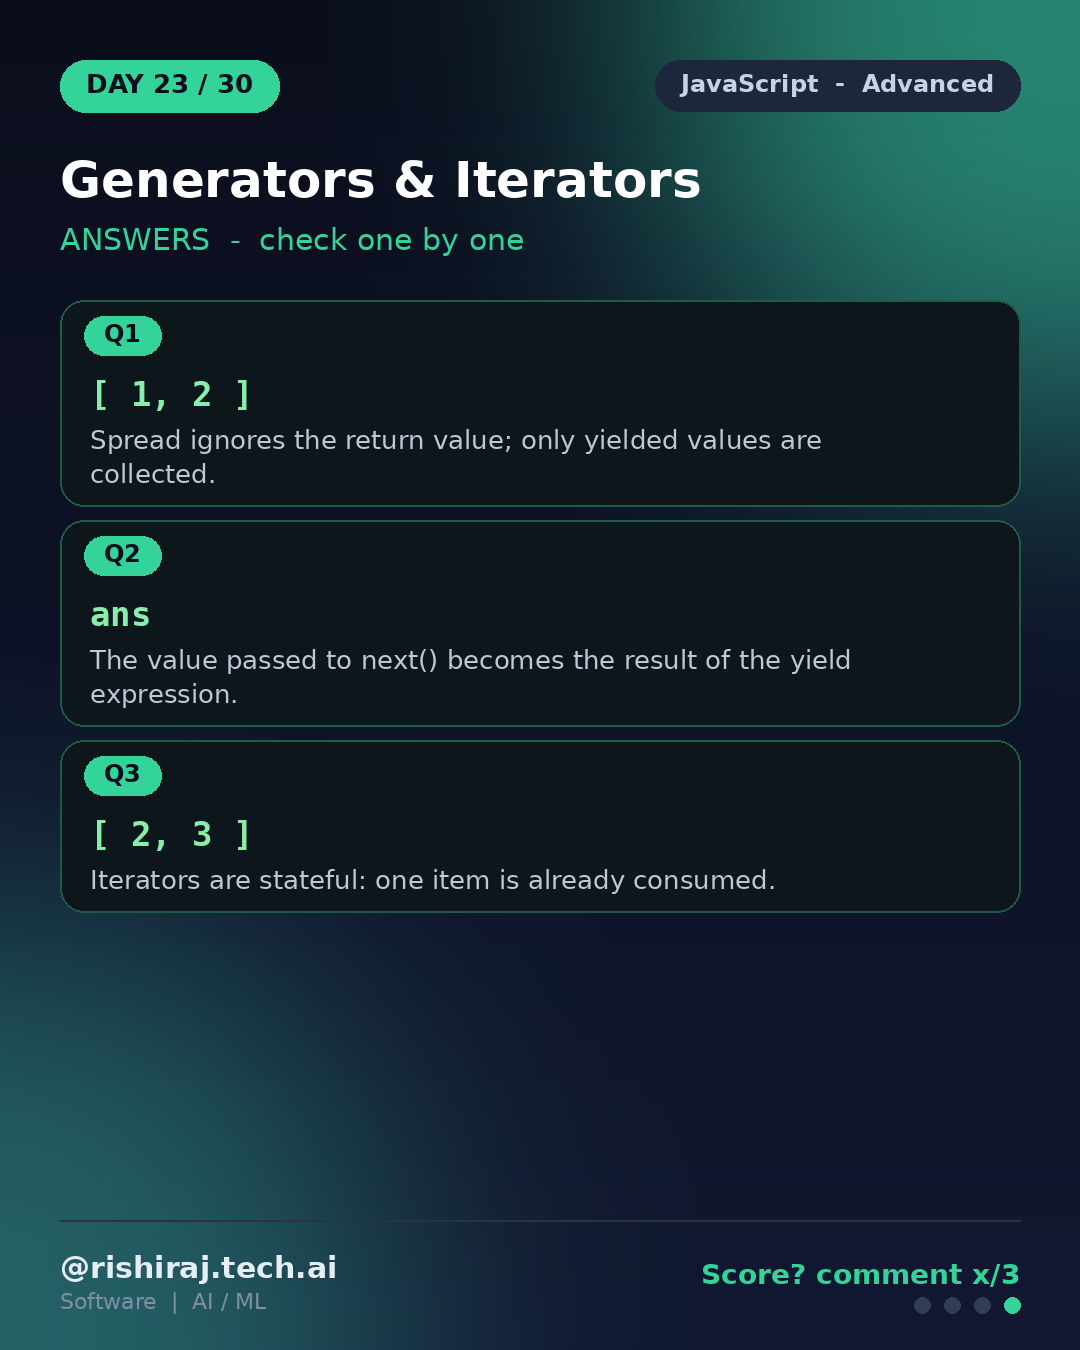 DAY 23 / 30
JavaScript - Advanced
Generators & Iterators
ANSWERS - check one by one
Q1
[ 1, 2 ]
Spread ignores the return value; only yielded values are
collected.
Q2
ans
The value passed to next() becomes the result of the yield
expression.
Q3
[ 2, 3 ]
Iterators are stateful: one item is already consumed.
@rishiraj.tech.ai
Software | AI / ML
Score? comment x/3